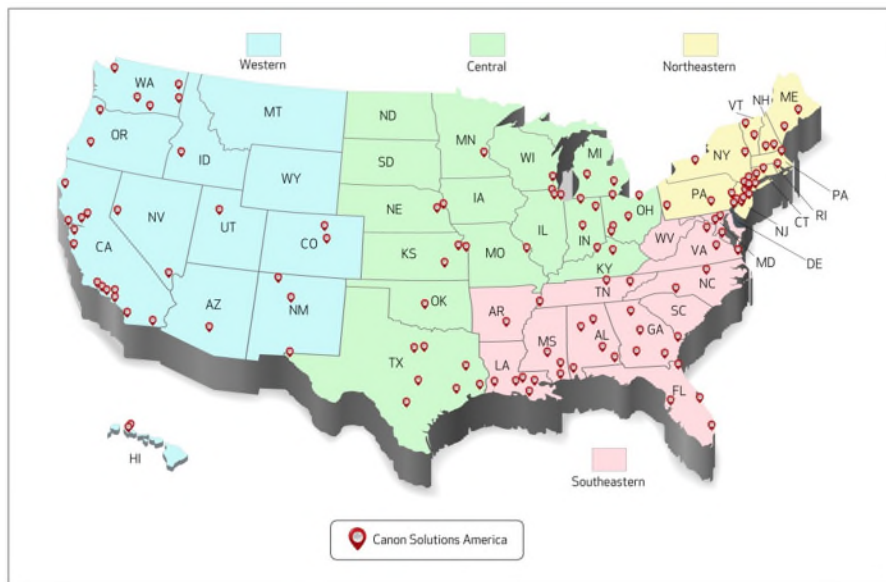 Western
Central
Northeastern
WA
MT
ND
MN
VT
NH
ME
OR
ID
SD
WI
MI
NY
WY
NE
IA
PA
PA
RI
CT
NJ
NV
UT
CO
IL
IN
OH
CA
KS
MO
WV
VA
MD
DE
KY
AZ
NM
OK
TN
NC
AR
SC
TX
LA
MS
AL
GA
FL
HI
Southeastern
Canon Solutions America